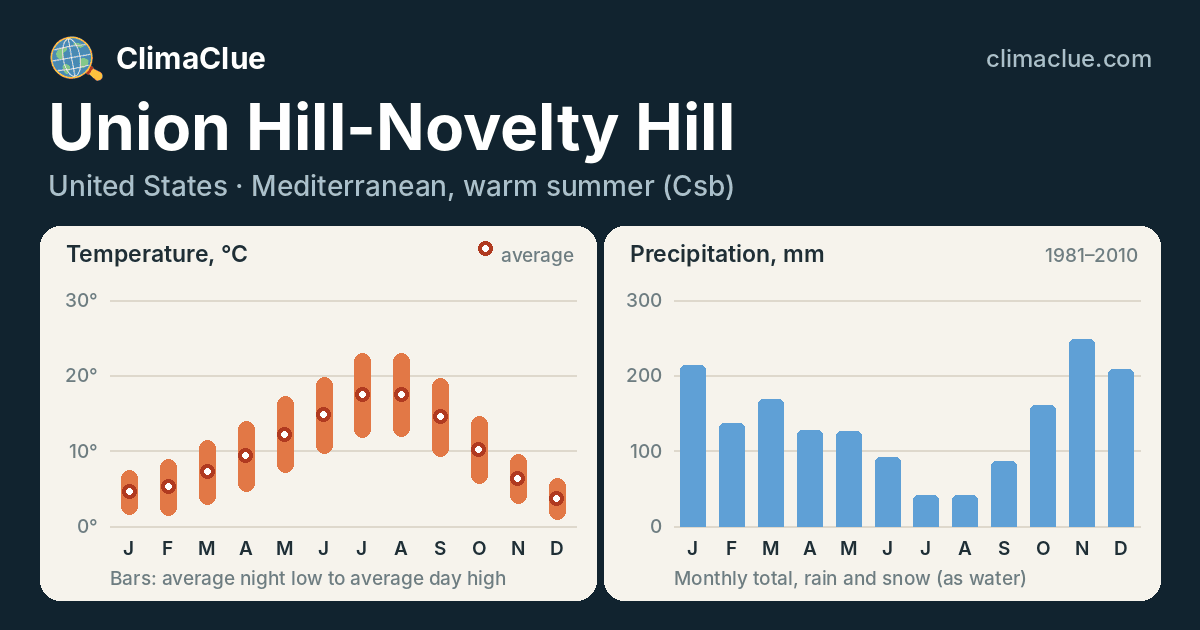 ClimaClue
climaclue.com
Union Hill-Novelty Hill
United States · Mediterranean, warm summer (Csb)
Temperature, °C
average
30°
20°
10°
0°
J F M A M J J A S O N D
Bars: average night low to average day high
Precipitation, mm
1981–2010
300
200
100
0
J F M A M J J A S O N D
Monthly total, rain and snow (as water)